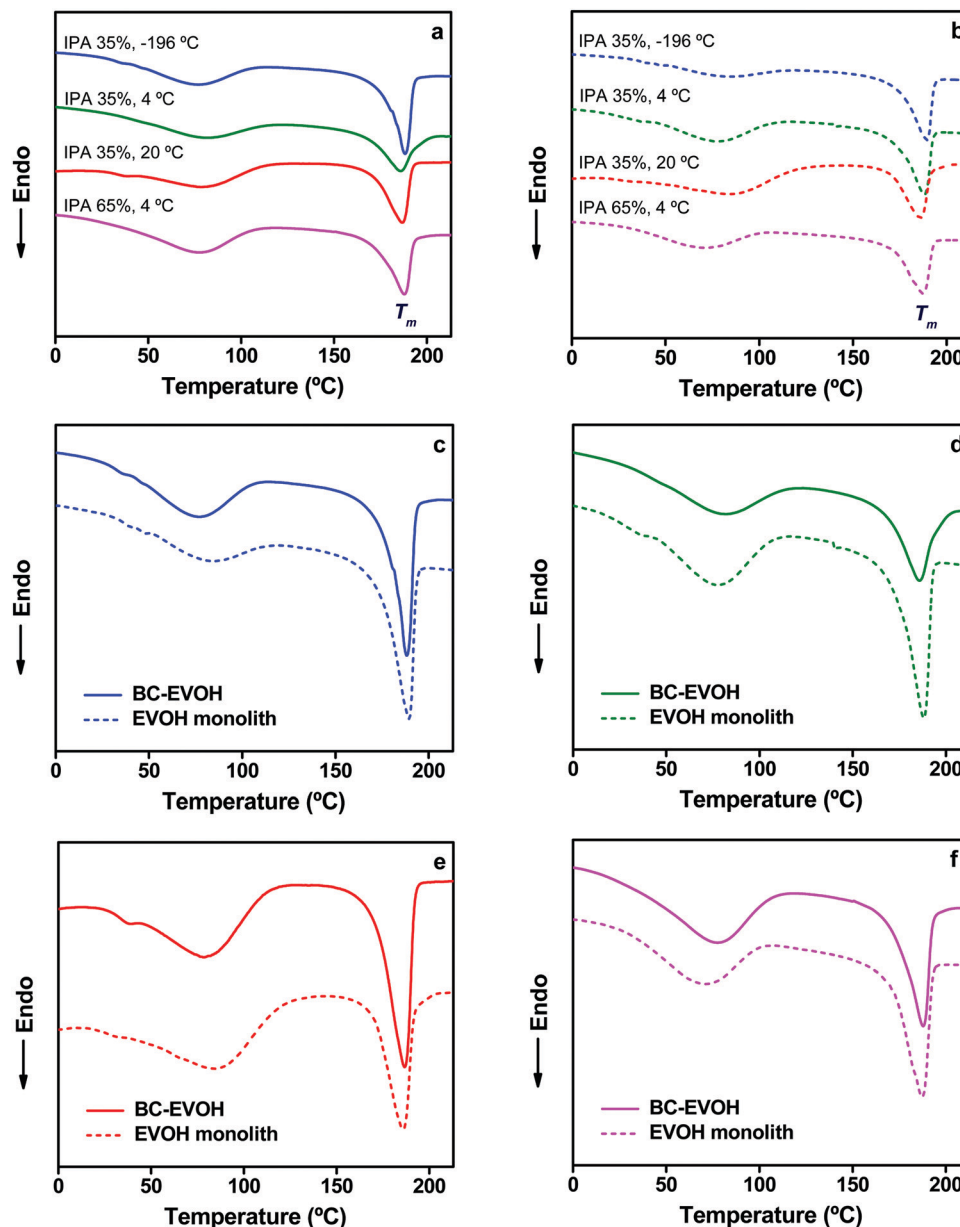 a
IPA 35%, -196 ºC
IPA 35%, 4 ºC
IPA 35%, 20 ºC
IPA 65%, 4 ºC
Tm
Endo
0 50 100 150 200
Temperature (ºC)
b
IPA 35%, -196 ºC
IPA 35%, 4 ºC
IPA 35%, 20 ºC
IPA 65%, 4 ºC
Tm
Endo
0 50 100 150 200
Temperature (ºC)
c
Endo
BC-EVOH
EVOH monolith
0 50 100 150 200
Temperature (ºC)
d
Endo
BC-EVOH
EVOH monolith
0 50 100 150 200
Temperature (ºC)
e
Endo
BC-EVOH
EVOH monolith
0 50 100 150 200
Temperature (ºC)
f
Endo
BC-EVOH
EVOH monolith
0 50 100 150 200
Temperature (ºC)